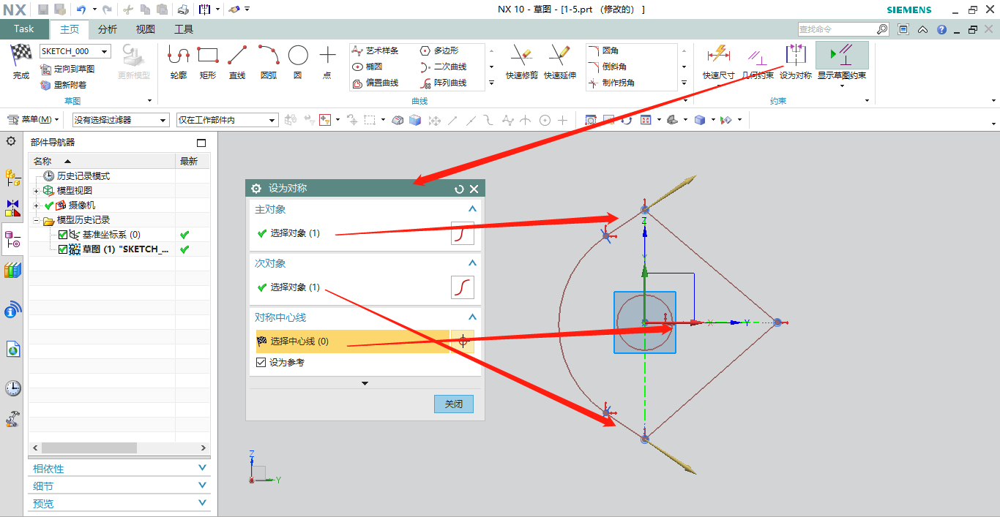 NX NX 10 - 草图 - [1-5.prt （修改的） ] SIEMENS
Task 主页 分析 视图 工具 查找命令
完成
SKETCH_000
定向到草图
重新附着
更新模型
草图
轮廓 矩形 直线 圆弧 圆 点
艺术样条 多边形
椭圆 二次曲线
偏置曲线 阵列曲线
快速修剪 快速延伸
圆角
倒斜角
制作拐角
曲线
快速尺寸 几何约束 设为对称 显示草图约束
约束
菜单(M) 没有选择过滤器 仅在工作部件内
部件导航器
名称 最新
历史记录模式
模型视图
摄像机
模型历史记录
基准坐标系 (0)
草图 (1) "SKETCH_...
相依性
细节
预览
设为对称
主对象
选择对象 (1)
次对象
选择对象 (1)
对称中心线
选择中心线 (0)
设为参考
关闭
Z
Y
X
Y
Z
Y